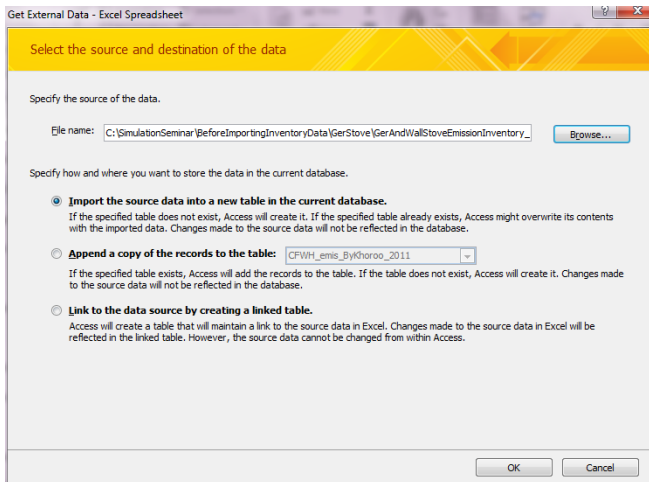 Get External Data - Excel Spreadsheet
Select the source and destination of the data
Specify the source of the data.
File name: C:\SimulationSeminar\BeforeImportingInventoryData\GerStove\GerAndWallStoveEmissionInventory_ Browse...
Specify how and where you want to store the data in the current database.
Import the source data into a new table in the current database.
If the specified table does not exist, Access will create it. If the specified table already exists, Access might overwrite its contents
with the imported data. Changes made to the source data will not be reflected in the database.
Append a copy of the records to the table: CFWH_emis_ByKhoroo_2011
If the specified table exists, Access will add the records to the table. If the table does not exist, Access will create it. Changes made
to the source data will not be reflected in the database.
Link to the data source by creating a linked table.
Access will create a table that will maintain a link to the source data in Excel. Changes made to the source data in Excel will be
reflected in the linked table. However, the source data cannot be changed from within Access.
OK Cancel